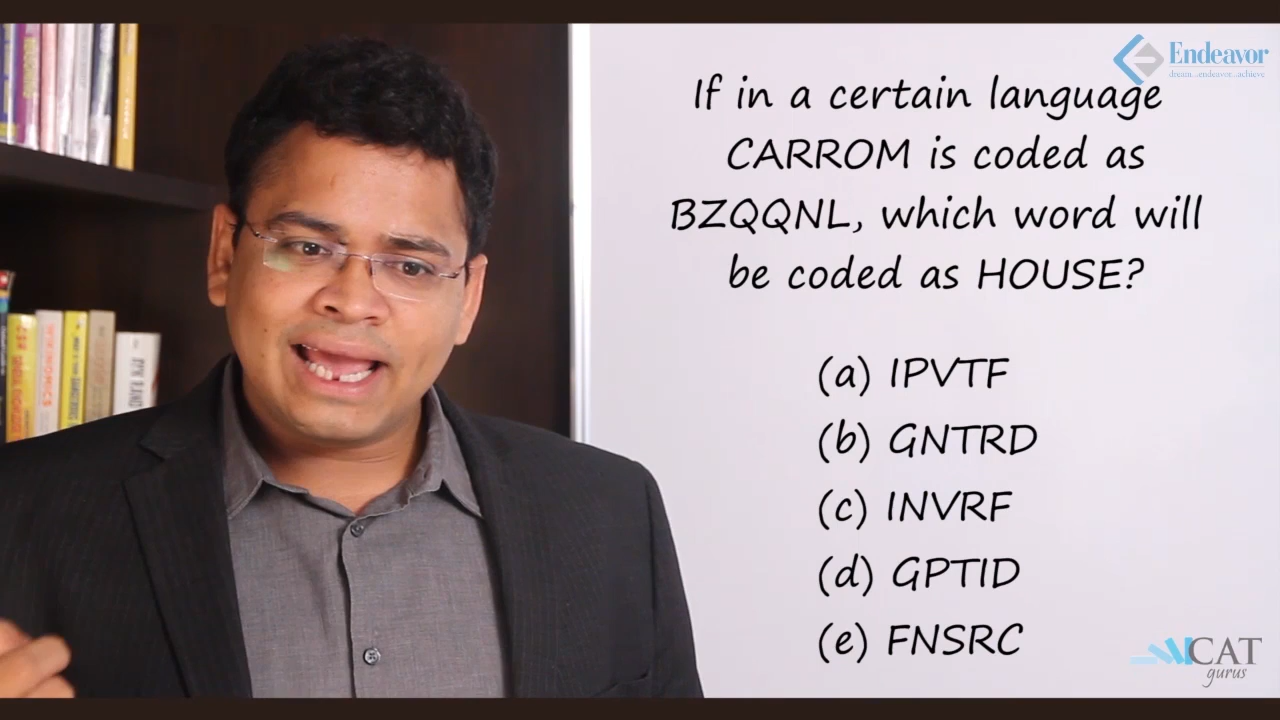 Endeavor
dream...endeavor...achieve
If in a certain language
CARROM is coded as
BZQQNL, which word will
be coded as HOUSE?
(a) IPVTF
(b) GNTRD
(c) INVRF
(d) GPTID
(e) FNSRC
CAT
gurus